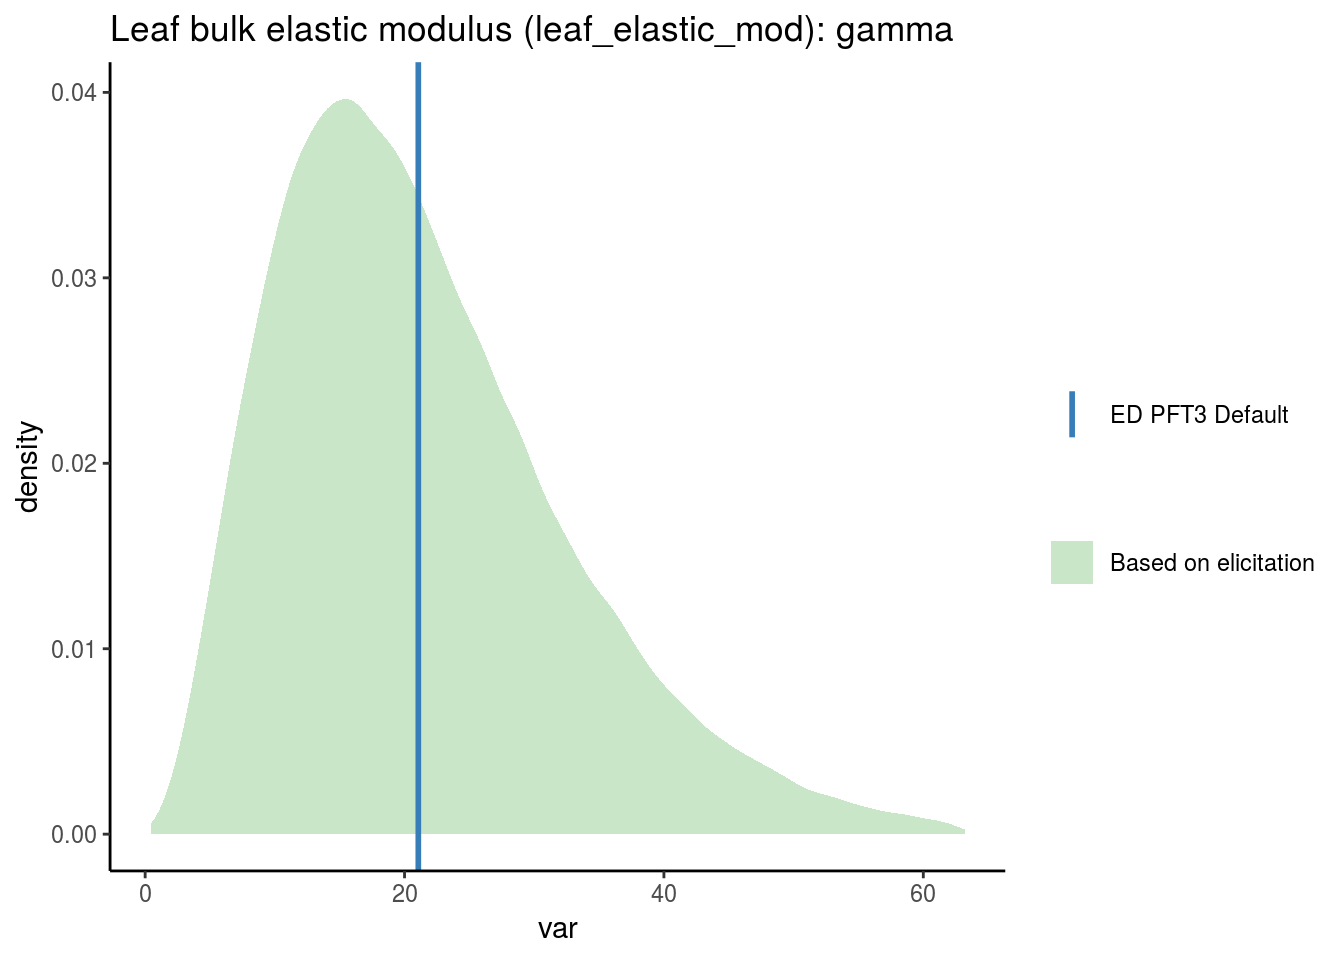 Leaf bulk elastic modulus (leaf_elastic_mod): gamma
0.04
0.03
0.02
0.01
0.00
density
0 20 40 60
var
ED PFT3 Default
Based on elicitation